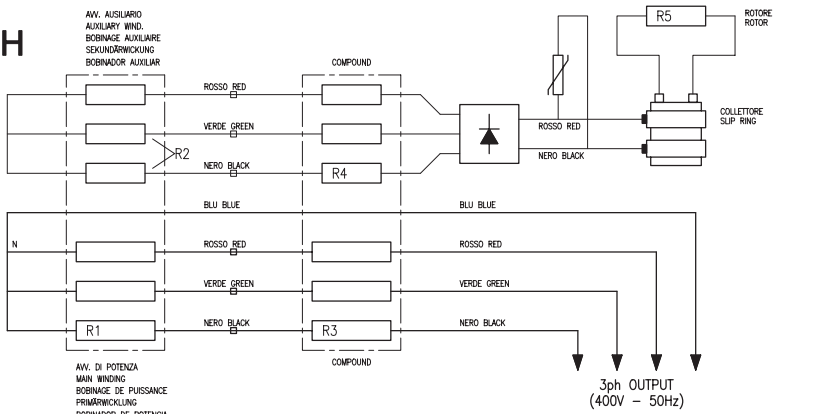 H
AVV. AUSILIARIO
AUXILIARY WIND.
BOBINAGE AUXILIAIRE
SEKUNDÄRWICKUNG
BOBINADOR AUXILIAR
COMPOUND
R5
ROTORE
ROTOR
ROSSO RED
VERDE GREEN
NERO BLACK
R2
R4
ROSSO RED
NERO BLACK
COLLETTORE
SLIP RING
BLU BLUE
BLU BLUE
N
ROSSO RED
ROSSO RED
VERDE GREEN
VERDE GREEN
NERO BLACK
NERO BLACK
R1
R3
AVV. DI POTENZA
MAIN WINDING
BOBINAGE DE PUISSANCE
PRIMÄRWICKLUNG
BOBINADOR DE POTENCIA
COMPOUND
3ph OUTPUT
(400V – 50Hz)